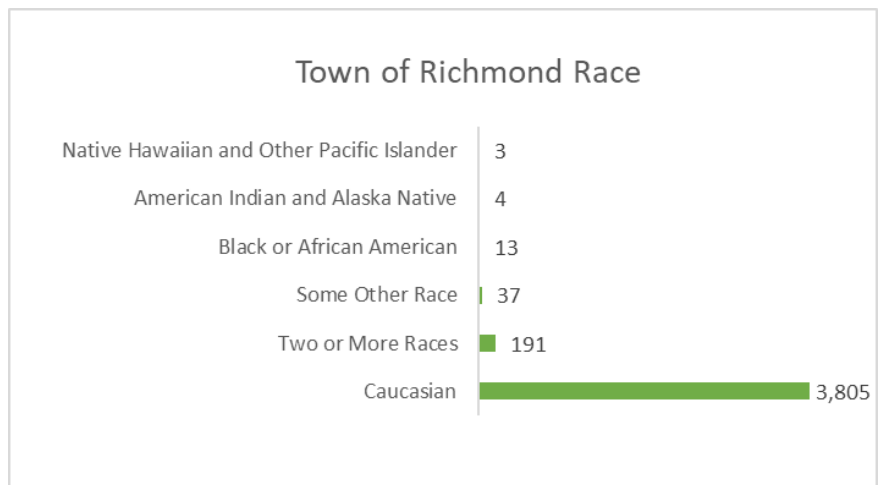 Town of Richmond Race
Native Hawaiian and Other Pacific Islander 3
American Indian and Alaska Native 4
Black or African American 13
Some Other Race 37
Two or More Races 191
Caucasian 3,805